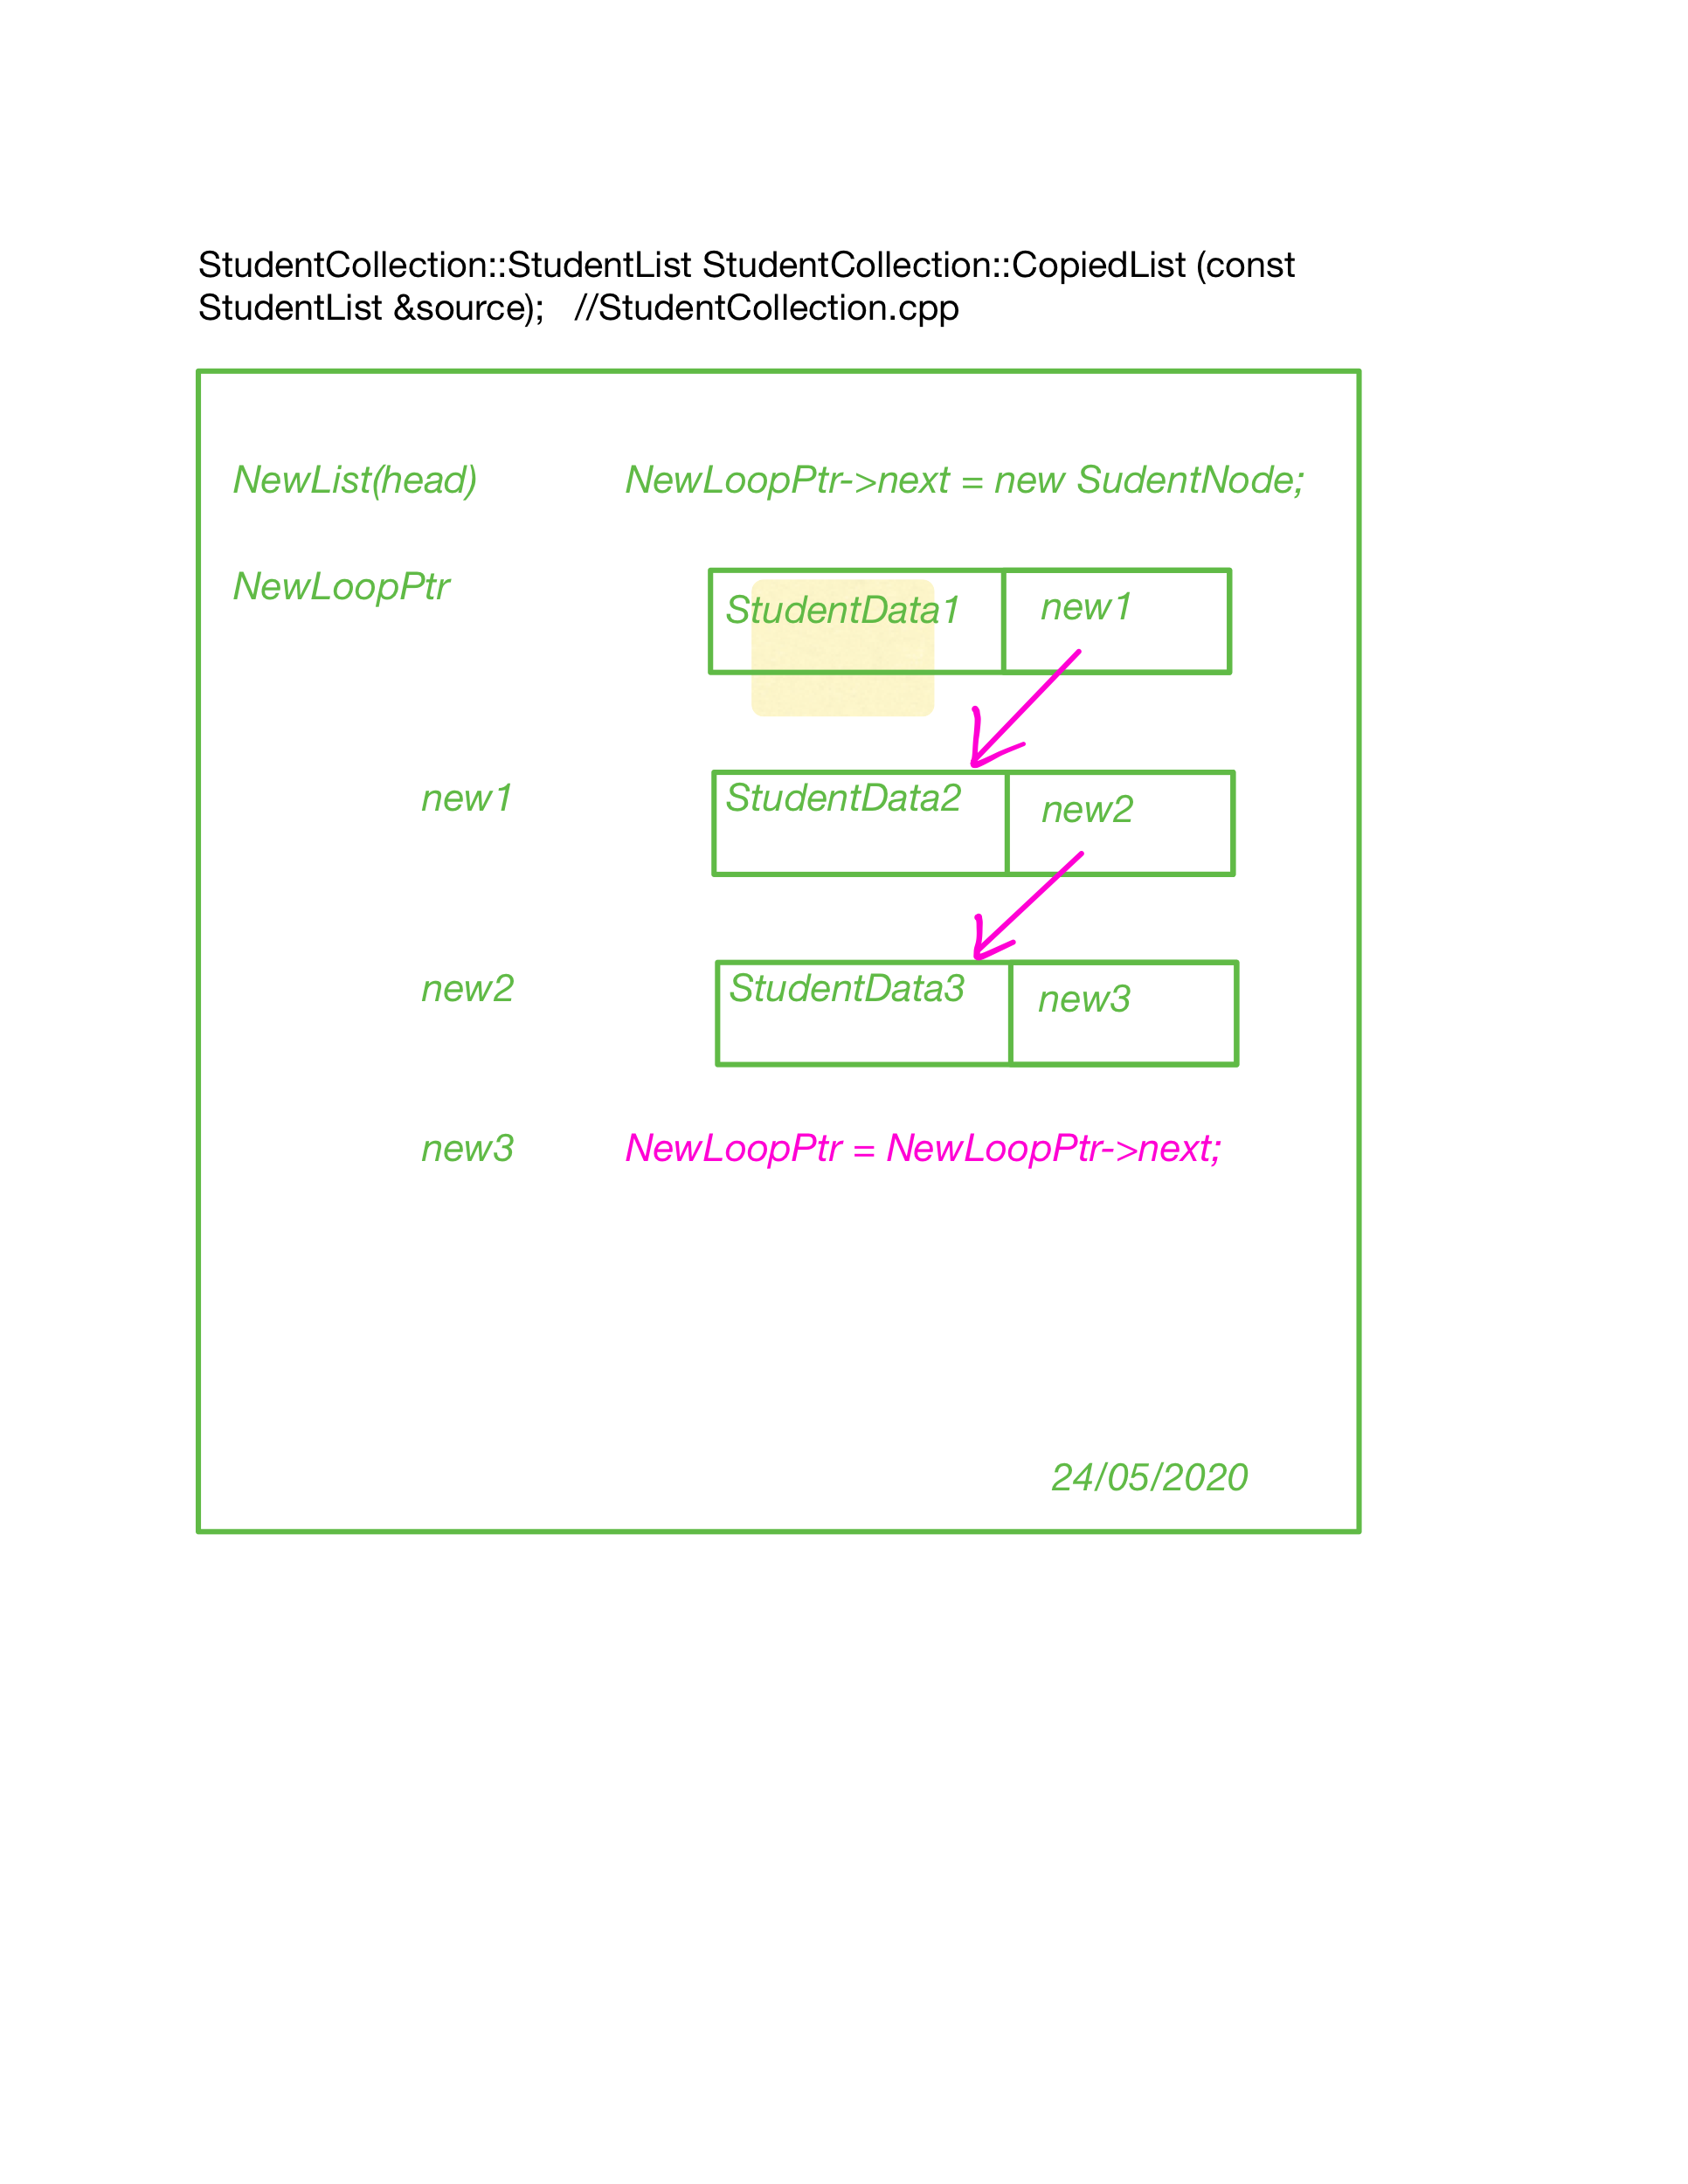 StudentCollection::StudentList StudentCollection::CopiedList (const
StudentList &source);   //StudentCollection.cpp
NewList(head)
NewLoopPtr->next = new SudentNode;
NewLoopPtr
StudentData1
new1
new1
StudentData2
new2
new2
StudentData3
new3
new3
NewLoopPtr = NewLoopPtr->next;
24/05/2020